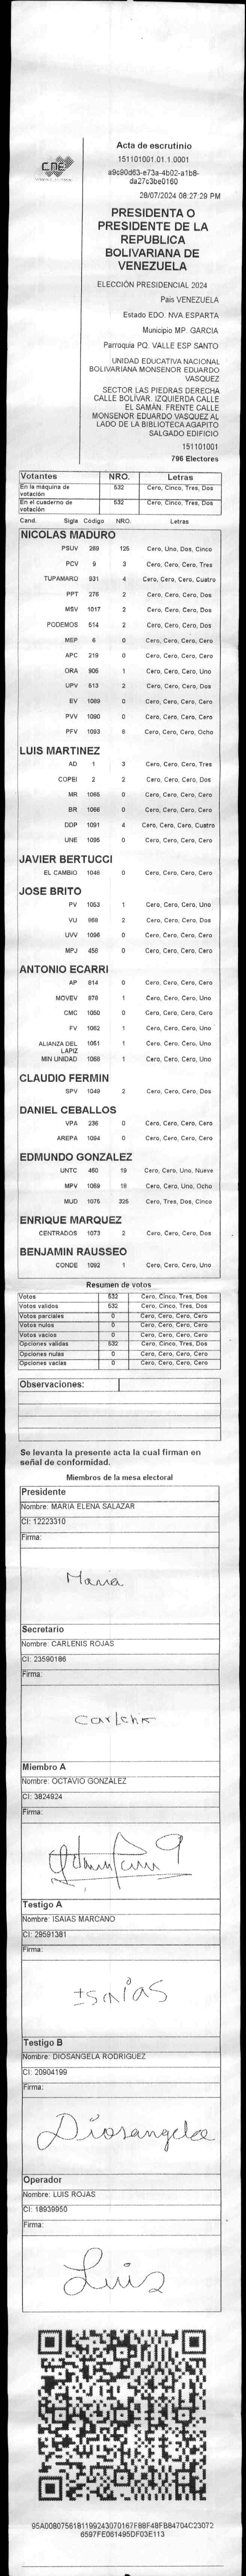 Acta de escrutinio
151101001.01.1.0001
a9c90d63-e73a-4b02-a1b8-
da27c3be0160
28/07/2024 08:27:29 PM
CNE
PRESIDENTA O
PRESIDENTE DE LA
REPUBLICA
BOLIVARIANA DE
VENEZUELA
ELECCIÓN PRESIDENCIAL 2024
Pais VENEZUELA
Estado EDO. NVA.ESPARTA
Municipio MP. GARCIA
Parroquia PQ. VALLE ESP SANTO
UNIDAD EDUCATIVA NACIONAL
BOLIVARIANA MONSENOR EDUARDO
VASQUEZ
SECTOR LAS PIEDRAS DERECHA
CALLE BOLÍVAR. IZQUIERDA CALLE
EL SAMÁN. FRENTE CALLE
MONSENOR EDUARDO VASQUEZ AL
LADO DE LA BIBLIOTECA AGAPITO
SALGADO EDIFICIO
151101001
796 Electores
Votantes NRO. Letras
En la máquina de votación 532 Cero, Cinco, Tres, Dos
En el cuaderno de votación 532 Cero, Cinco, Tres, Dos
Cand. Sigla Código NRO. Letras
NICOLAS MADURO
PSUV 289 125 Cero, Uno, Dos, Cinco
PCV 9 3 Cero, Cero, Cero, Tres
TUPAMARO 931 4 Cero, Cero, Cero, Cuatro
PPT 276 2 Cero, Cero, Cero, Dos
MSV 1017 2 Cero, Cero, Cero, Dos
PODEMOS 514 2 Cero, Cero, Cero, Dos
MEP 6 0 Cero, Cero, Cero, Cero
APC 219 0 Cero, Cero, Cero, Cero
ORA 906 1 Cero, Cero, Cero, Uno
UPV 613 2 Cero, Cero, Cero, Dos
EV 1089 0 Cero, Cero, Cero, Cero
PVV 1090 0 Cero, Cero, Cero, Cero
PFV 1093 8 Cero, Cero, Cero, Ocho
LUIS MARTINEZ
AD 1 3 Cero, Cero, Cero, Tres
COPEI 2 2 Cero, Cero, Cero, Dos
MR 1065 0 Cero, Cero, Cero, Cero
BR 1066 0 Cero, Cero, Cero, Cero
DDP 1091 4 Cero, Cero, Cero, Cuatro
UNE 1095 0 Cero, Cero, Cero, Cero
JAVIER BERTUCCI
EL CAMBIO 1046 0 Cero, Cero, Cero, Cero
JOSE BRITO
PV 1053 1 Cero, Cero, Cero, Uno
VU 968 2 Cero, Cero, Cero, Dos
UVV 1096 0 Cero, Cero, Cero, Cero
MPJ 456 0 Cero, Cero, Cero, Cero
ANTONIO ECARRI
AP 814 0 Cero, Cero, Cero, Cero
MOVEV 876 1 Cero, Cero, Cero, Uno
CMC 1050 0 Cero, Cero, Cero, Cero
FV 1062 1 Cero, Cero, Cero, Uno
ALIANZA DEL LAPIZ 1051 1 Cero, Cero, Cero, Uno
MIN UNIDAD 1068 1 Cero, Cero, Cero, Uno
CLAUDIO FERMIN
SPV 1049 2 Cero, Cero, Cero, Dos
DANIEL CEBALLOS
VPA 236 0 Cero, Cero, Cero, Cero
AREPA 1094 0 Cero, Cero, Cero, Cero
EDMUNDO GONZALEZ
UNTC 460 19 Cero, Cero, Uno, Nueve
MPV 1069 18 Cero, Cero, Uno, Ocho
MUD 1075 325 Cero, Tres, Dos, Cinco
ENRIQUE MARQUEZ
CENTRADOS 1073 2 Cero, Cero, Cero, Dos
BENJAMIN RAUSSEO
CONDE 1092 1 Cero, Cero, Cero, Uno
Resumen de votos
Votos 532 Cero, Cinco, Tres, Dos
Votos validos 532 Cero, Cinco, Tres, Dos
Votos parciales 0 Cero, Cero, Cero, Cero
Votos nulos 0 Cero, Cero, Cero, Cero
Votos vacios 0 Cero, Cero, Cero, Cero
Opciones validas 532 Cero, Cinco, Tres, Dos
Opciones nulas 0 Cero, Cero, Cero, Cero
Opciones vacias 0 Cero, Cero, Cero, Cero
Observaciones:
Se levanta la presente acta la cual firman en
señal de conformidad.
Miembros de la mesa electoral
Presidente
Nombre: MARIA ELENA SALAZAR
CI: 12223310
Firma:
Maria
Secretario
Nombre: CARLENIS ROJAS
CI: 23590186
Firma:
Miembro A
Nombre: OCTAVIO GONZALEZ
CI: 3824924
Firma:
Testigo A
Nombre: ISAIAS MARCANO
CI: 29591381
Firma:
Isaias
Testigo B
Nombre: DIOSANGELA RODRIGUEZ
CI: 20904199
Firma:
Diosangela
Operador
Nombre: LUIS ROJAS
CI: 18939950
Firma:
Luis
95A0080756181199243070167F88F48FB84704C23072
6597FE061495DF03E113